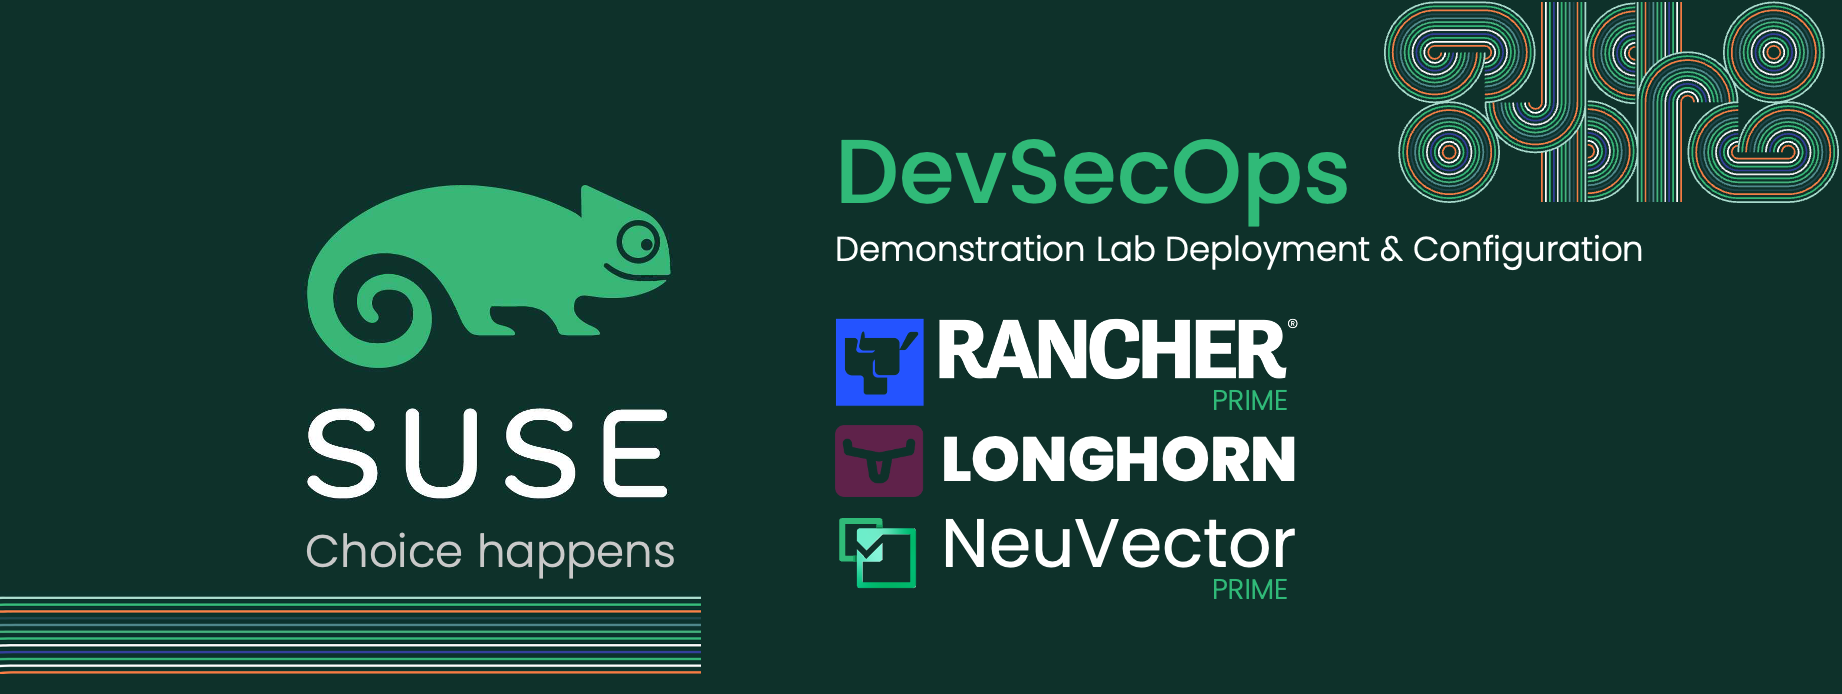 SUSE
Choice happens
DevSecOps
Demonstration Lab Deployment & Configuration
RANCHER®
PRIME
LONGHORN
NeuVector
PRIME